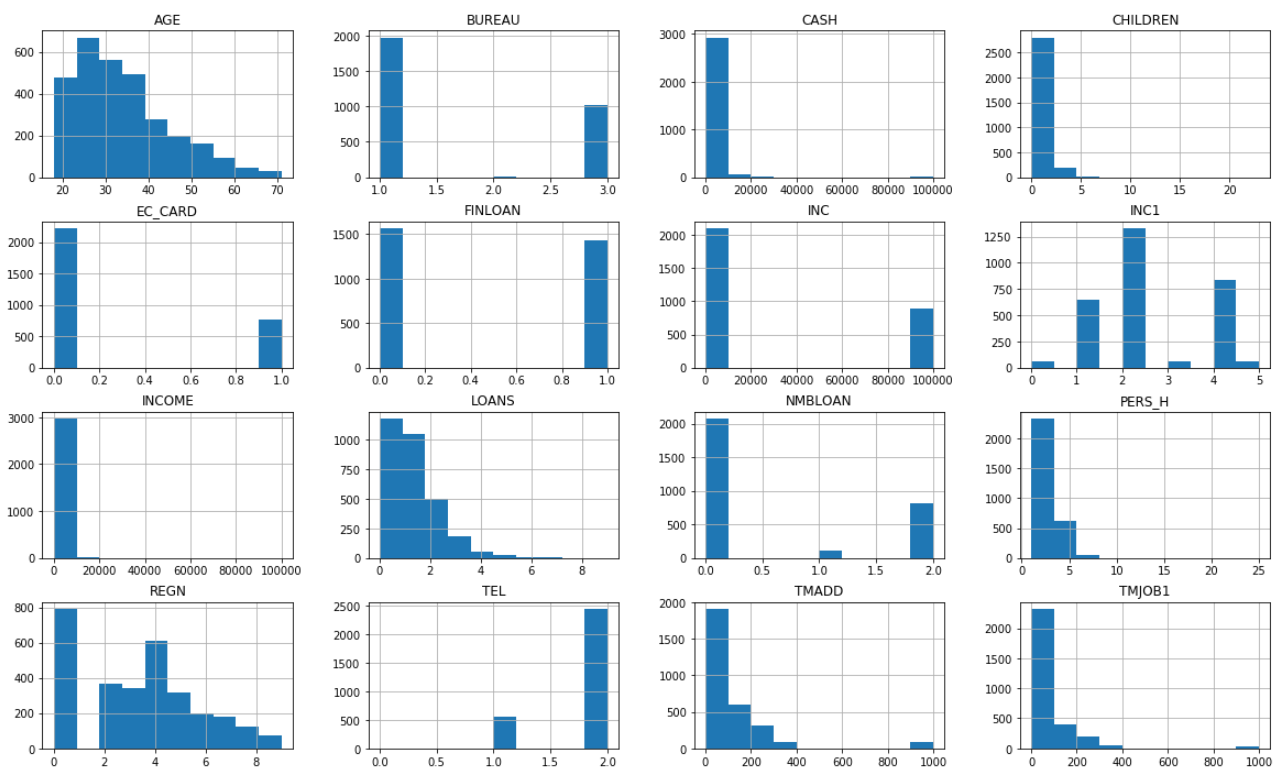 AGE
600
400
200
0
20 30 40 50 60 70
BUREAU
2000
1500
1000
500
0
1.0 1.5 2.0 2.5 3.0
CASH
3000
2000
1000
0
0 20000 40000 60000 80000 100000
CHILDREN
2500
2000
1500
1000
500
0
0 5 10 15 20
EC_CARD
2000
1500
1000
500
0
0.0 0.2 0.4 0.6 0.8 1.0
FINLOAN
1500
1000
500
0
0.0 0.2 0.4 0.6 0.8 1.0
INC
2000
1500
1000
500
0
0 20000 40000 60000 80000 100000
INC1
1250
1000
750
500
250
0
0 1 2 3 4 5
INCOME
3000
2000
1000
0
0 20000 40000 60000 80000 100000
LOANS
1000
750
500
250
0
0 2 4 6 8
NMBLOAN
2000
1500
1000
500
0
0.0 0.5 1.0 1.5 2.0
PERS_H
2000
1500
1000
500
0
0 5 10 15 20 25
REGN
800
600
400
200
0
0 2 4 6 8
TEL
2500
2000
1500
1000
500
0
0.0 0.5 1.0 1.5 2.0
TMADD
2000
1500
1000
500
0
0 200 400 600 800 1000
TMJOB1
2000
1500
1000
500
0
0 200 400 600 800 1000